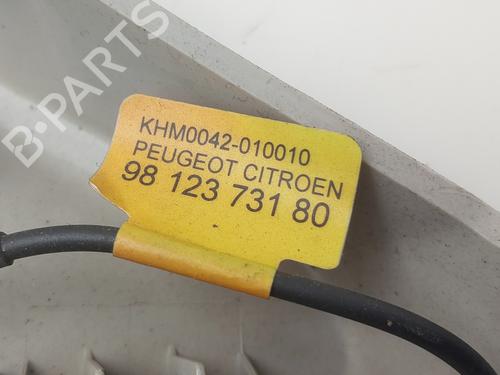 KHM0042-010010
PEUGEOT CITROEN
98 123 731 80
B-PARTS